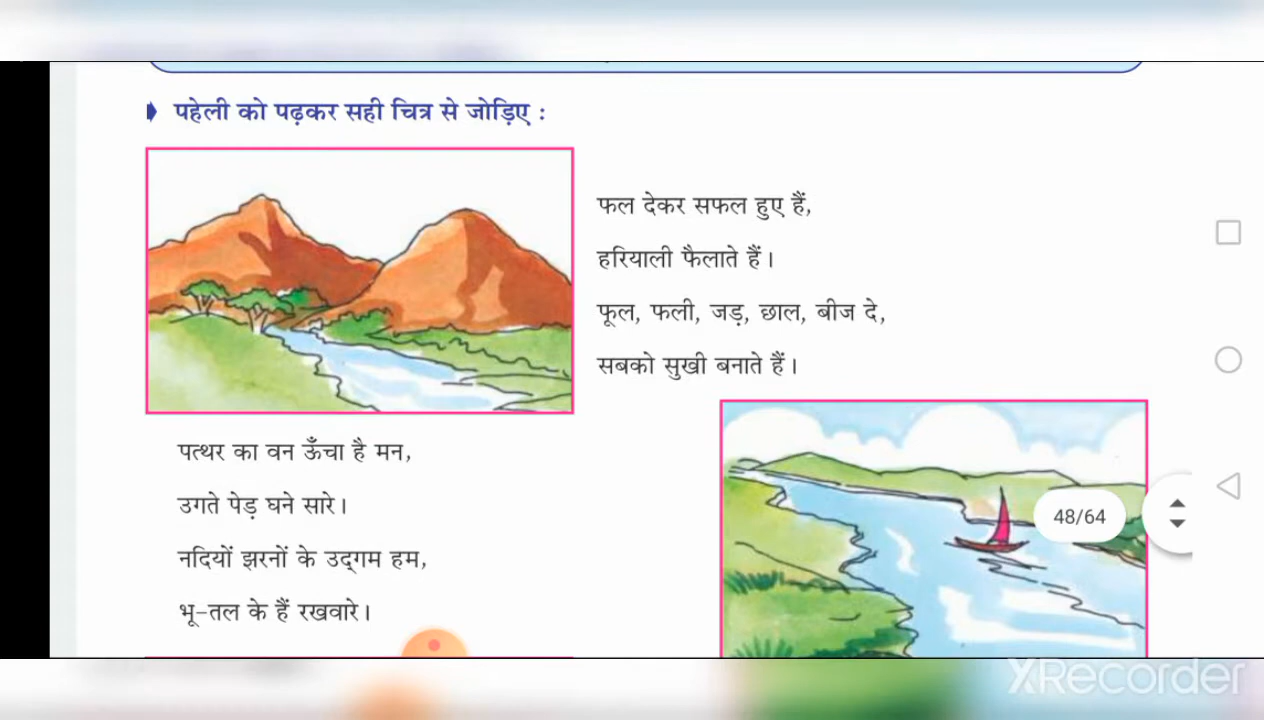 पहेली को पढ़कर सही चित्र से जोड़िए :
फल देकर सफल हुए हैं,
हरियाली फैलाते हैं।
फूल, फली, जड़, छाल, बीज दे,
सबको सुखी बनाते हैं।
पत्थर का वन ऊँचा है मन,
उगते पेड़ घने सारे।
नदियों झरनों के उद्‌गम हम,
भू-तल के हैं रखवारे।
48/64
XRecorder